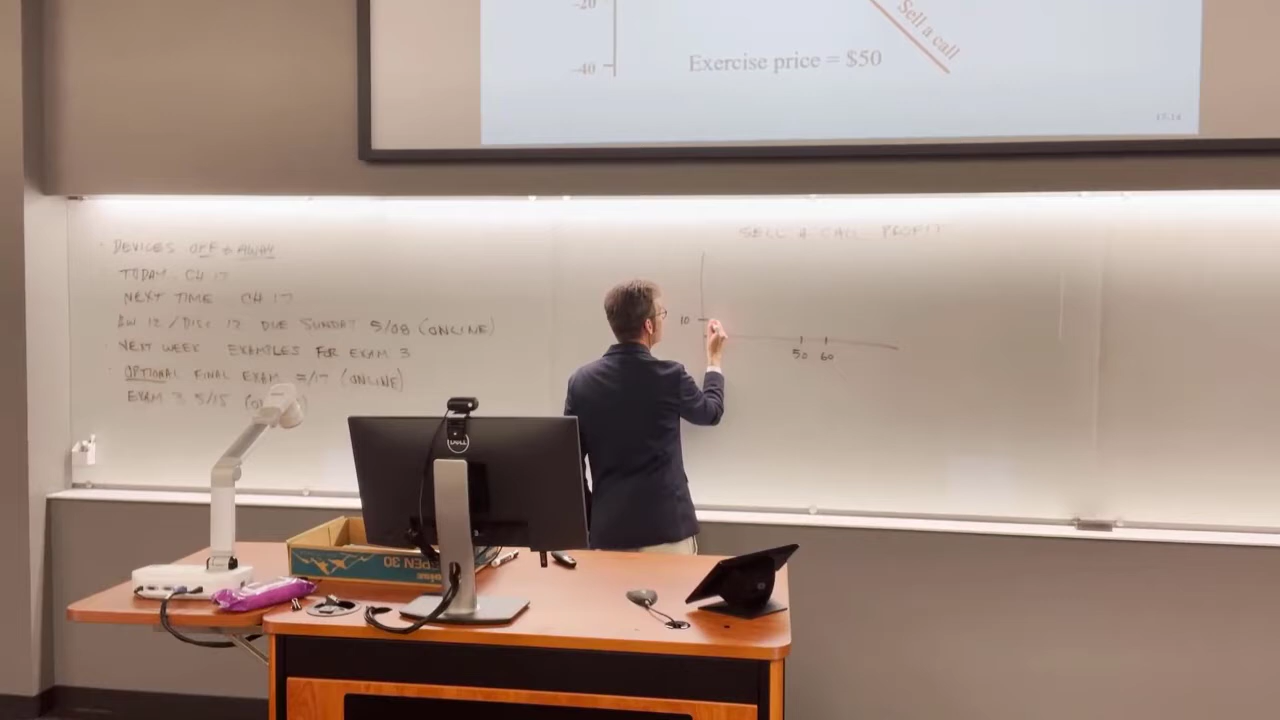 -20
-40
Sell a call
Exercise price = $50
17-14
SELL A CALL PROFIT
· DEVICES OFF & AWAY
TODAY CH 17
NEXT TIME CH 17
HW 12 / DISC 12 DUE SUNDAY 5/08 (ONLINE)
· NEXT WEEK EXAMPLES FOR EXAM 3
· OPTIONAL FINAL EXAM 5/17 (ONLINE)
EXAM 3 5/15
10
50 60
DELL